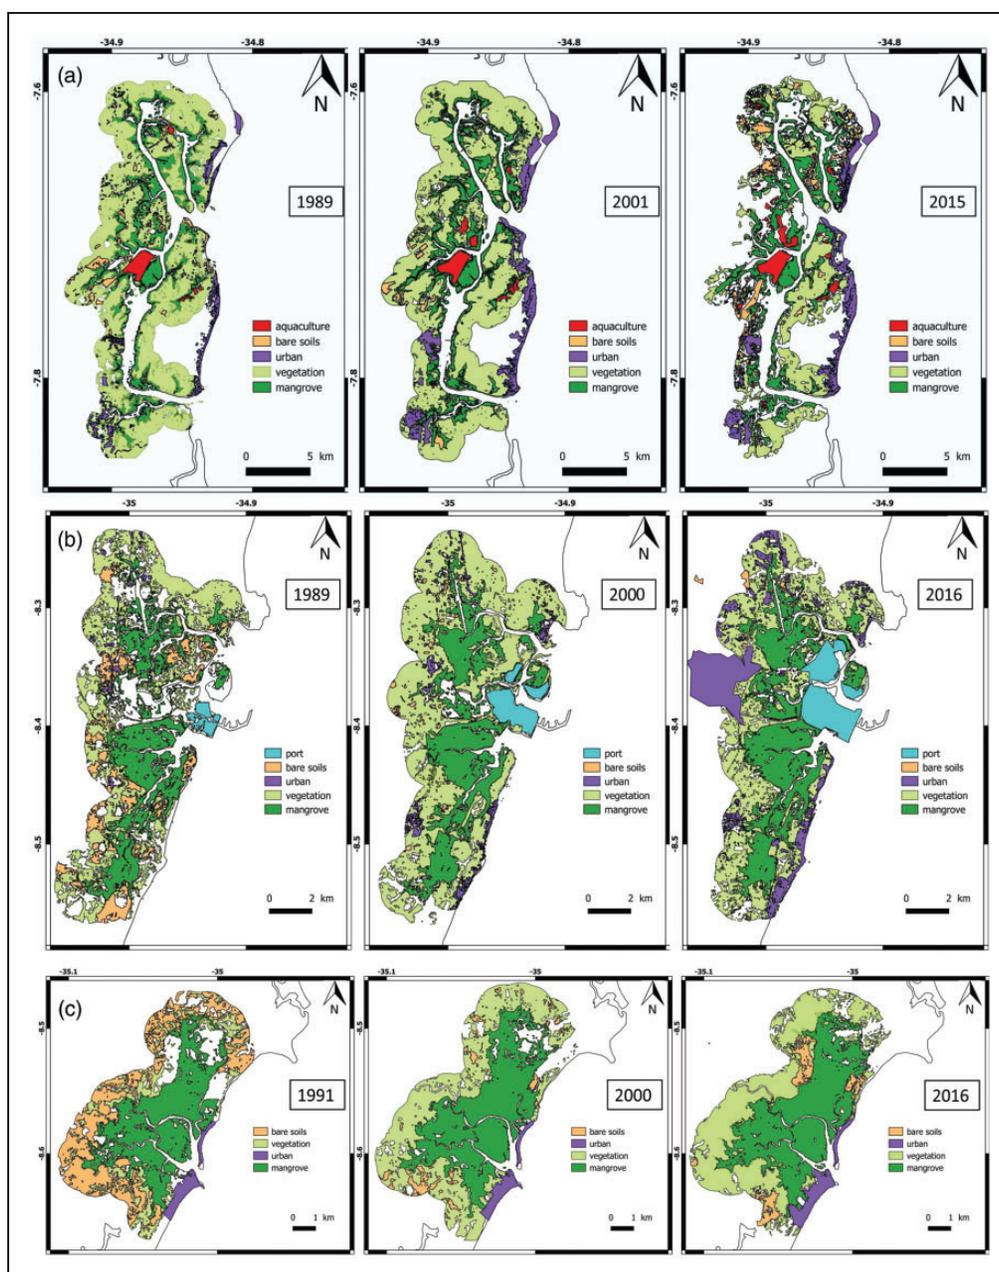 -34.9 -34.8 -34.9 -34.8 -34.9 -34.8
(a)
-7.6
N N N
1989 2001 2015
aquaculture aquaculture aquaculture
bare soils bare soils bare soils
urban urban urban
vegetation vegetation vegetation
-7.8
mangrove mangrove mangrove
0 5 km 0 5 km 0 5 km
-35 -34.9 -35 -34.9 -35 -34.9
(b)
N N N
1989 2000 2016
-8.3
-8.4
port port port
bare soils bare soils bare soils
urban urban urban
vegetation vegetation vegetation
mangrove mangrove mangrove
-8.5
0 2 km 0 2 km 0 2 km
-35.1 -35 -35.1 -35 -35.1 -35
(c)
N N N
-8.5
1991 2000 2016
bare soils bare soils bare soils
vegetation urban urban
urban vegetation vegetation
-8.6
mangrove mangrove mangrove
0 1 km 0 1 km 0 1 km